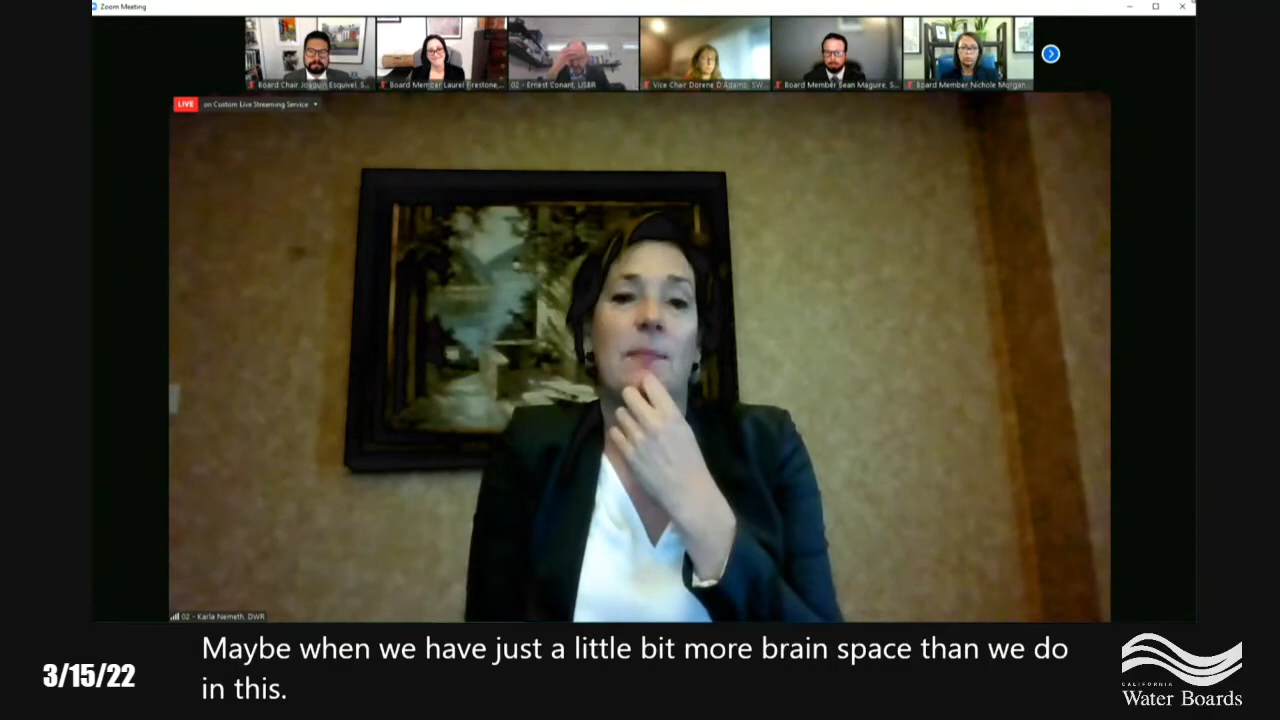 Zoom Meeting
Board Chair Joaquin Esquivel, S...
Board Member Laurel Firestone,...
02 - Ernest Conant, USBR
Vice Chair Dorene D'Adamo, SW...
Board Member Sean Maguire, S...
Board Member Nichole Morgan...
LIVE on Custom Live Streaming Service
02 - Karla Nemeth, DWR
Maybe when we have just a little bit more brain space than we do
in this.
3/15/22
CALIFORNIA
Water Boards